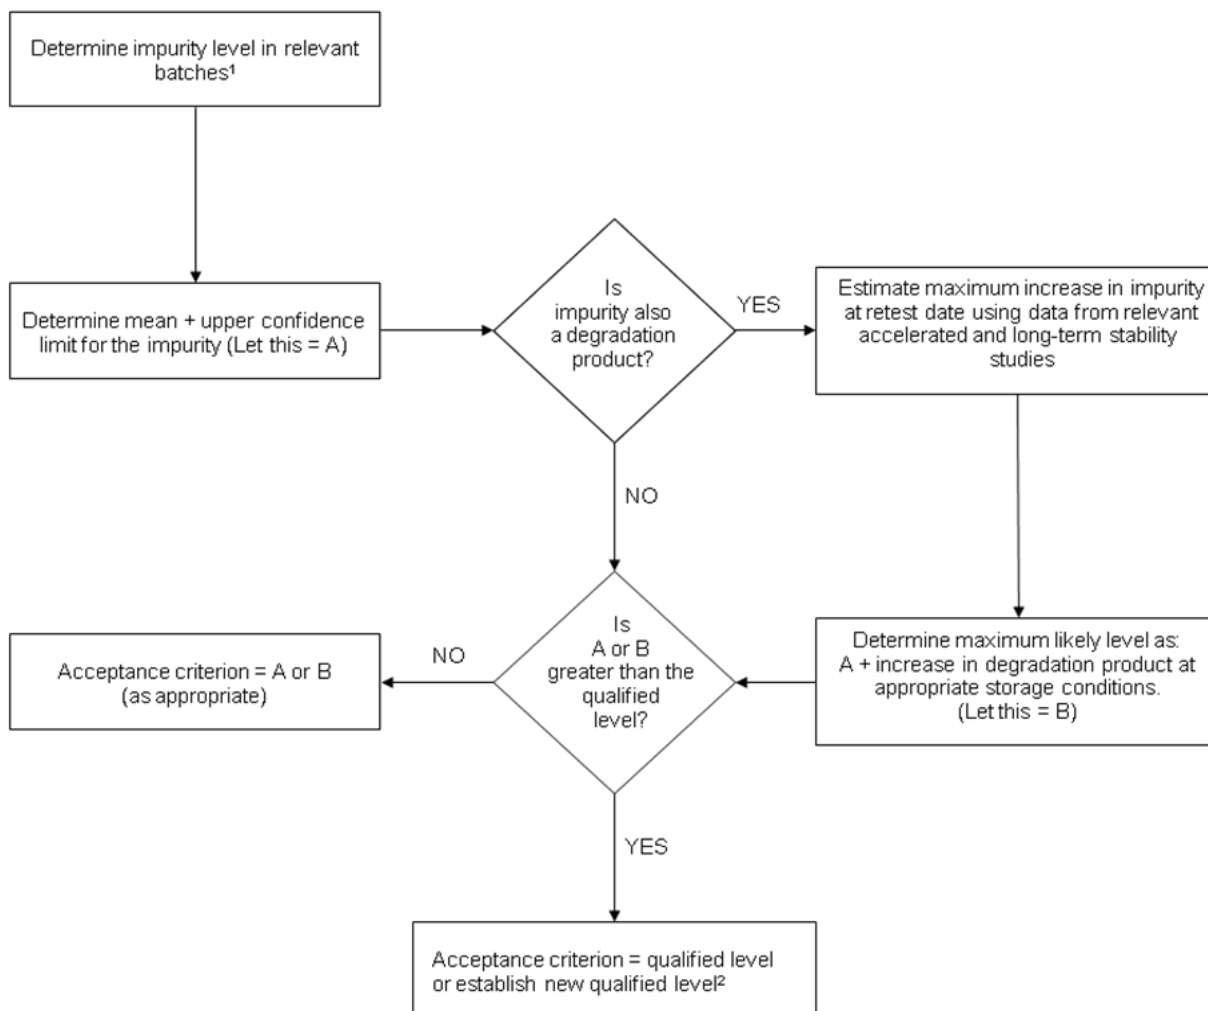 Determine impurity level in relevant
batches¹
Determine mean + upper confidence
limit for the impurity (Let this = A)
Is
impurity also
a degradation
product?
YES
Estimate maximum increase in impurity
at retest date using data from relevant
accelerated and long-term stability
studies
NO
Determine maximum likely level as:
A + increase in degradation product at
appropriate storage conditions.
(Let this = B)
Is
A or B
greater than the
qualified
level?
NO
Acceptance criterion = A or B
(as appropriate)
YES
Acceptance criterion = qualified level
or establish new qualified level²